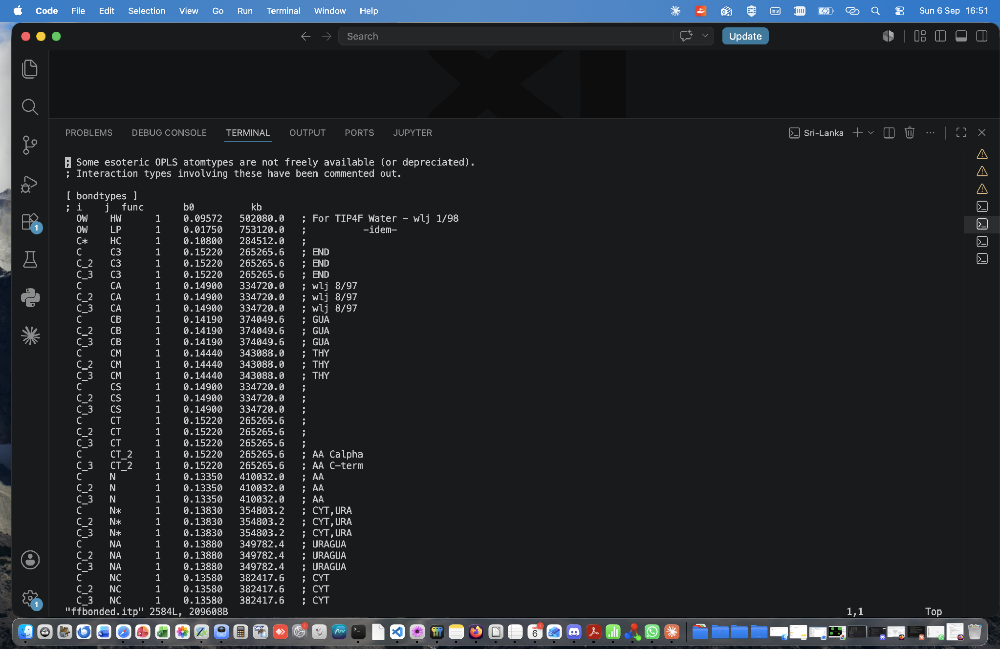 Code File Edit Selection View Go Run Terminal Window Help Sun 6 Sep 16:51
Search Update
PROBLEMS DEBUG CONSOLE TERMINAL OUTPUT PORTS JUPYTER Sri-Lanka
; Some esoteric OPLS atomtypes are not freely available (or depreciated).
; Interaction types involving these have been commented out.
[ bondtypes ]
; i j func b0 kb
OW HW 1 0.09572 502080.0 ; For TIP4F Water - wlj 1/98
OW LP 1 0.01750 753120.0 ; -idem-
C* HC 1 0.10800 284512.0 ;
C C3 1 0.15220 265265.6 ; END
C_2 C3 1 0.15220 265265.6 ; END
C_3 C3 1 0.15220 265265.6 ; END
C CA 1 0.14900 334720.0 ; wlj 8/97
C_2 CA 1 0.14900 334720.0 ; wlj 8/97
C_3 CA 1 0.14900 334720.0 ; wlj 8/97
C CB 1 0.14190 374049.6 ; GUA
C_2 CB 1 0.14190 374049.6 ; GUA
C_3 CB 1 0.14190 374049.6 ; GUA
C CM 1 0.14440 343088.0 ; THY
C_2 CM 1 0.14440 343088.0 ; THY
C_3 CM 1 0.14440 343088.0 ; THY
C CS 1 0.14900 334720.0 ;
C_2 CS 1 0.14900 334720.0 ;
C_3 CS 1 0.14900 334720.0 ;
C CT 1 0.15220 265265.6 ;
C_2 CT 1 0.15220 265265.6 ;
C_3 CT 1 0.15220 265265.6 ;
C CT_2 1 0.15220 265265.6 ; AA Calpha
C_3 CT_2 1 0.15220 265265.6 ; AA C-term
C N 1 0.13350 410032.0 ; AA
C_2 N 1 0.13350 410032.0 ; AA
C_3 N 1 0.13350 410032.0 ; AA
C N* 1 0.13830 354803.2 ; CYT,URA
C_2 N* 1 0.13830 354803.2 ; CYT,URA
C_3 N* 1 0.13830 354803.2 ; CYT,URA
C NA 1 0.13880 349782.4 ; URAGUA
C_2 NA 1 0.13880 349782.4 ; URAGUA
C_3 NA 1 0.13880 349782.4 ; URAGUA
C NC 1 0.13580 382417.6 ; CYT
C_2 NC 1 0.13580 382417.6 ; CYT
C_3 NC 1 0.13580 382417.6 ; CYT
"ffbonded.itp" 2584L, 209608B 1,1 Top
1
1